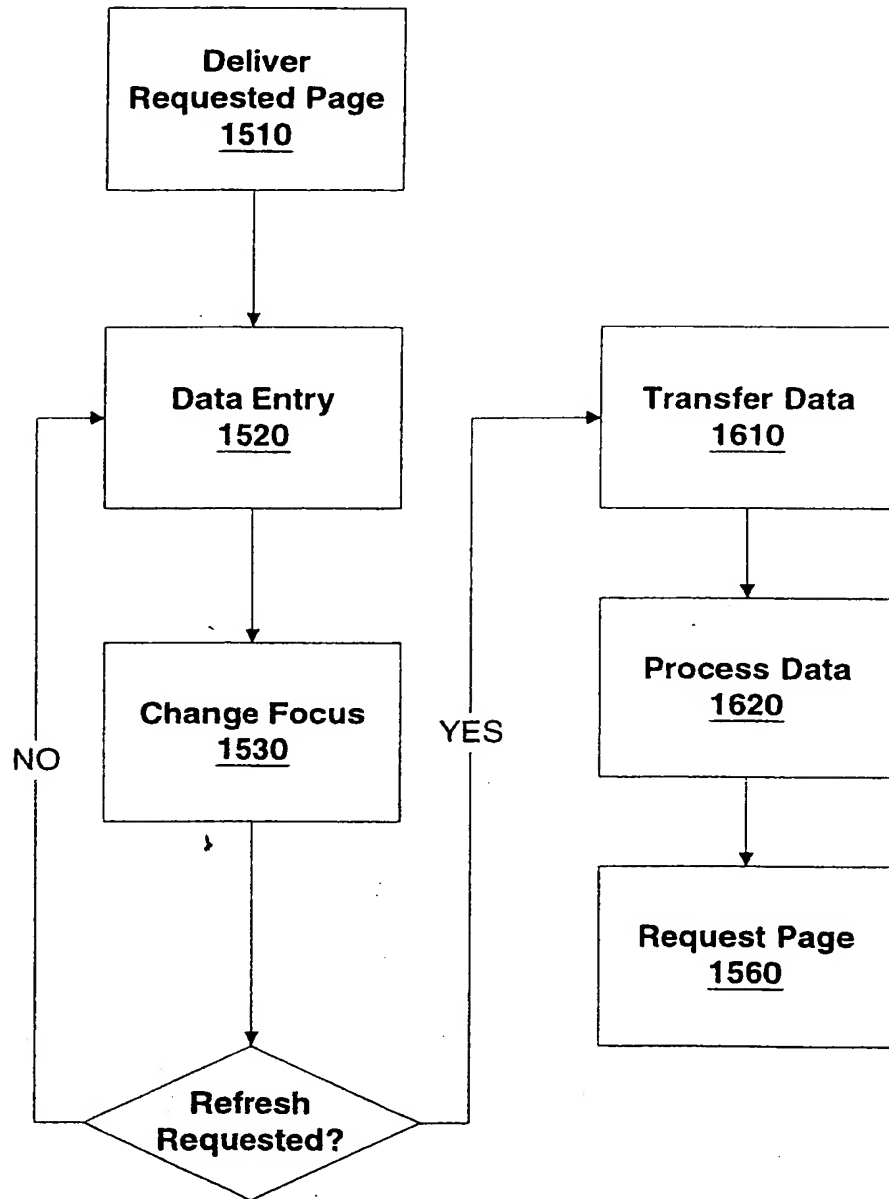 Deliver
Requested Page
1510
Data Entry
1520
Transfer Data
1610
Change Focus
1530
Process Data
1620
NO
YES
Request Page
1560
Refresh
Requested?